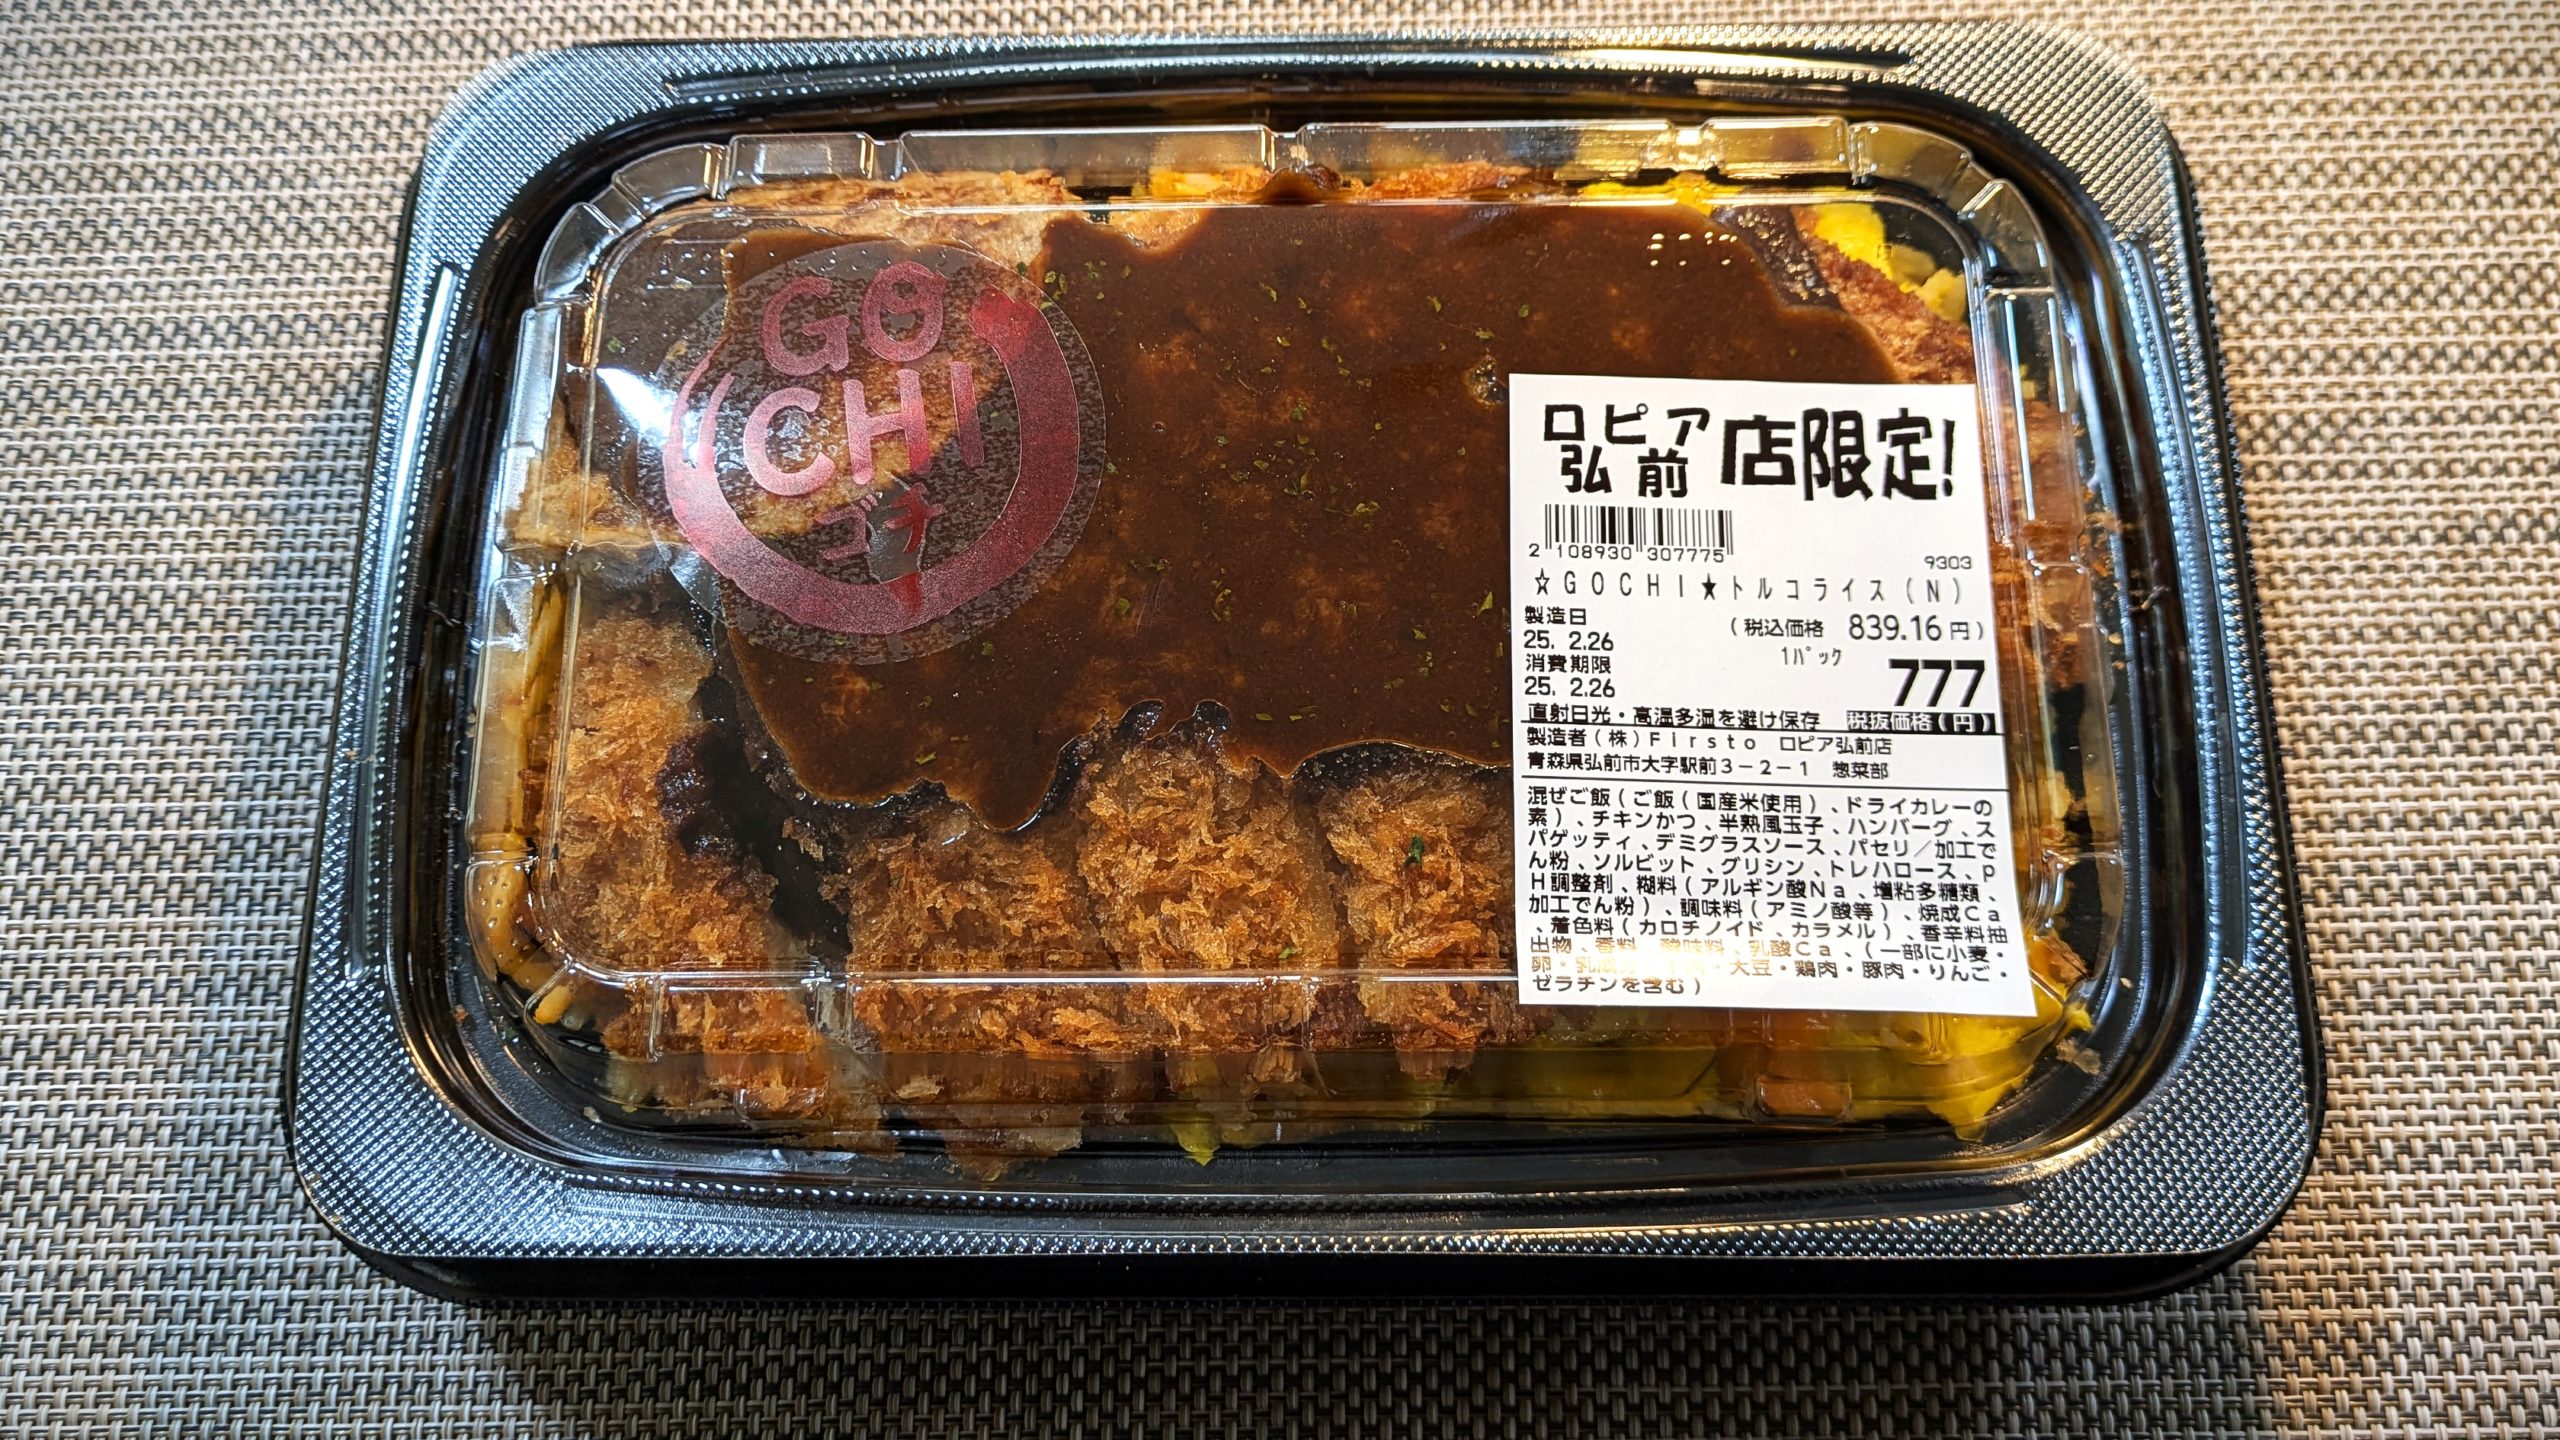 GO
CHI
ゴチ
ロピア
弘前 店限定!
2 108930 307775
9303
☆GOCHI★トルコライス(N)
製造日
(税込価格 839.16円)
25. 2.26
1パック
消費期限
777
25. 2.26
直射日光・高温多湿を避け保存 税抜価格(円)
製造者(株)Firsto ロピア弘前店
青森県弘前市大字駅前3-2-1 惣菜部
混ぜご飯(ご飯(国産米使用)、ドライカレーの
素)、チキンかつ、半熟風玉子、ハンバーグ、ス
パゲッティ、デミグラスソース、パセリ/加工で
ん粉、ソルビット、グリシン、トレハロース、p
H調整剤、糊料(アルギン酸Na、増粘多糖類、
加工でん粉)、調味料(アミノ酸等)、焼成Ca
、着色料(カロチノイド、カラメル)、香辛料抽
出物、香料、酸味料、乳酸Ca、(一部に小麦・
卵・乳成分・牛肉・大豆・鶏肉・豚肉・りんご・
ゼラチンを含む)